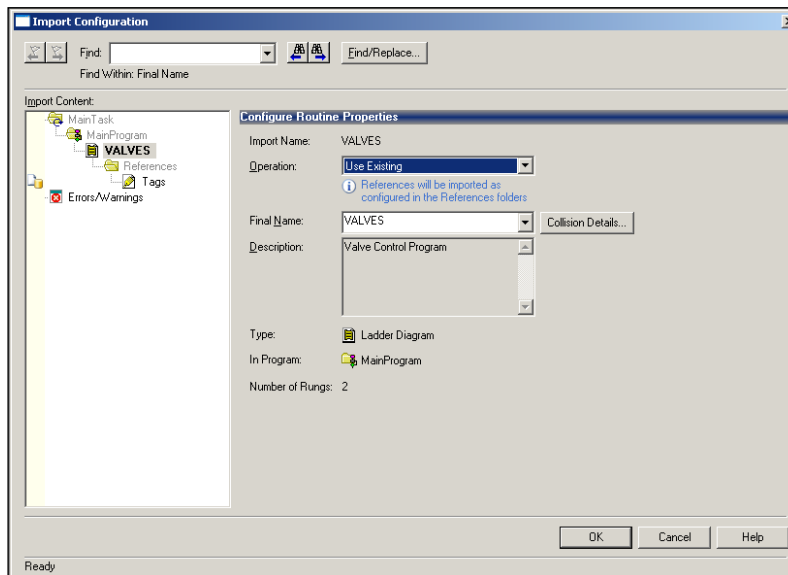 Import Configuration
Find:
Find/Replace...
Find Within: Final Name
Import Content:
MainTask
MainProgram
VALVES
References
Tags
Errors/Warnings
Configure Routine Properties
Import Name: VALVES
Operation: Use Existing
References will be imported as
configured in the References folders
Final Name: VALVES
Collision Details...
Description: Valve Control Program
Type: Ladder Diagram
In Program: MainProgram
Number of Rungs: 2
OK Cancel Help
Ready